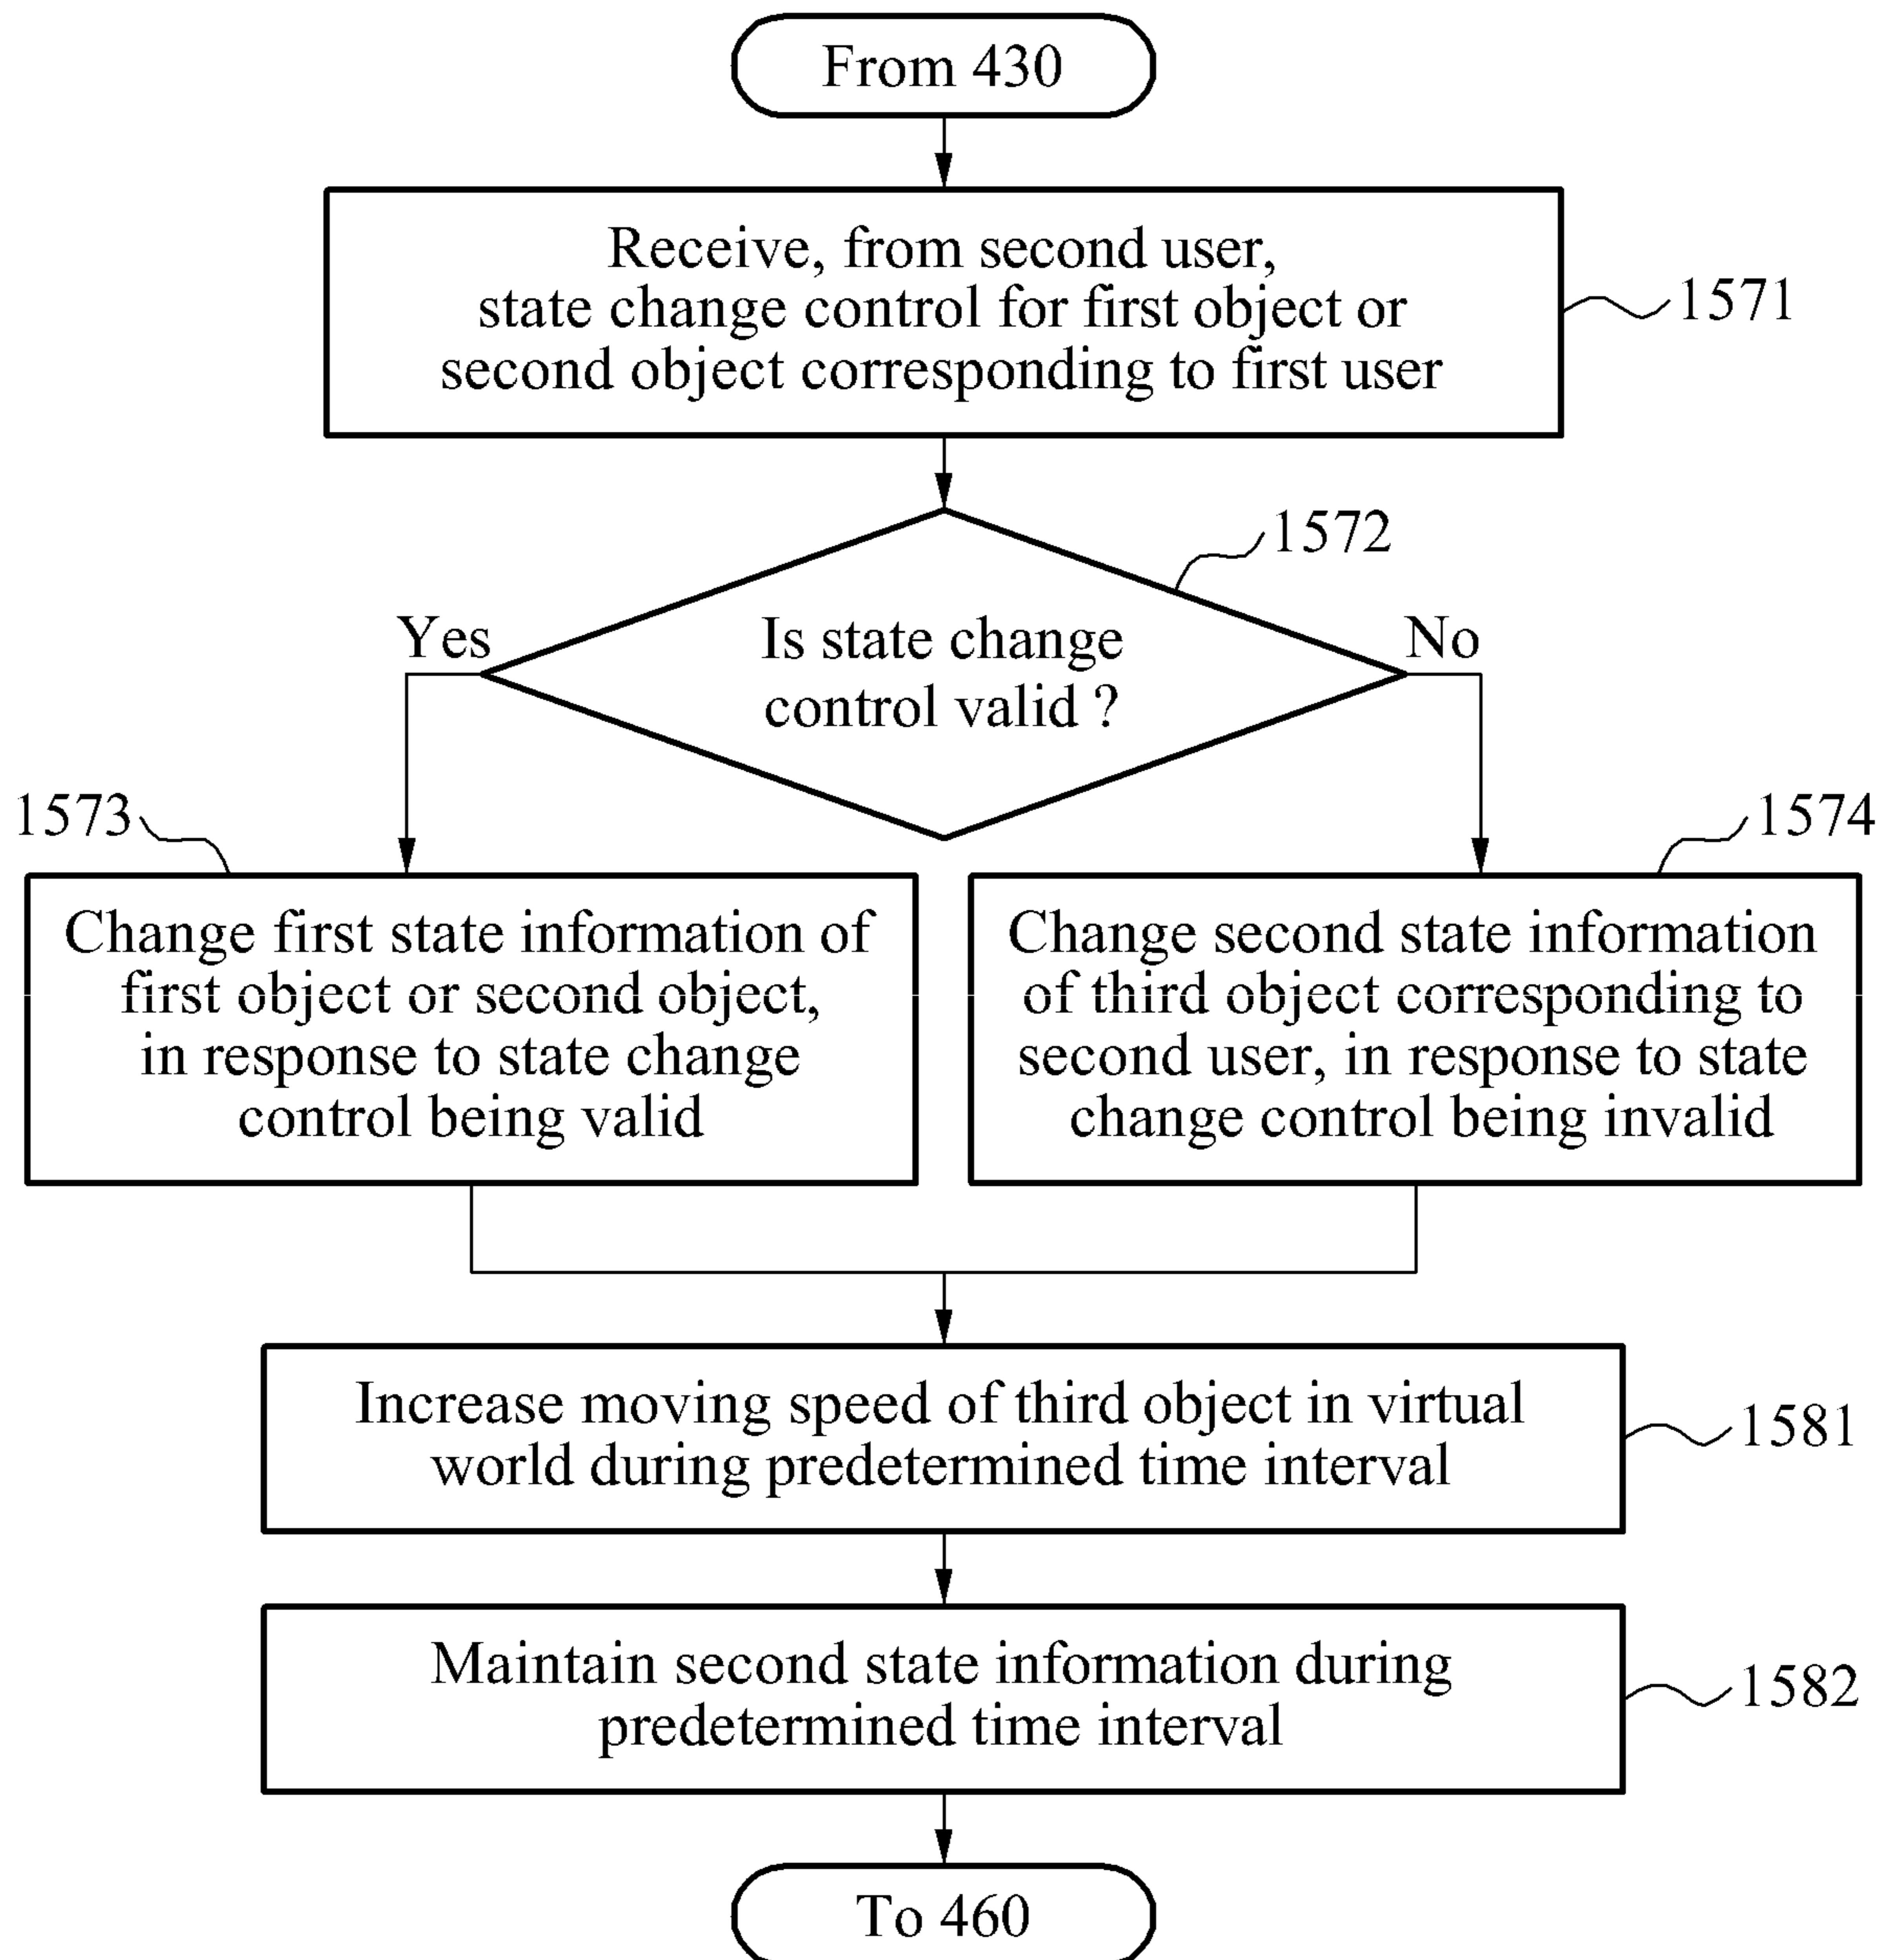 From 430
Receive, from second user,
state change control for first object or
second object corresponding to first user
1571
1572
Yes
Is state change
control valid ?
No
1573
1574
Change first state information of
first object or second object,
in response to state change
control being valid
Change second state information
of third object corresponding to
second user, in response to state
change control being invalid
Increase moving speed of third object in virtual
world during predetermined time interval
1581
Maintain second state information during
predetermined time interval
1582
To 460